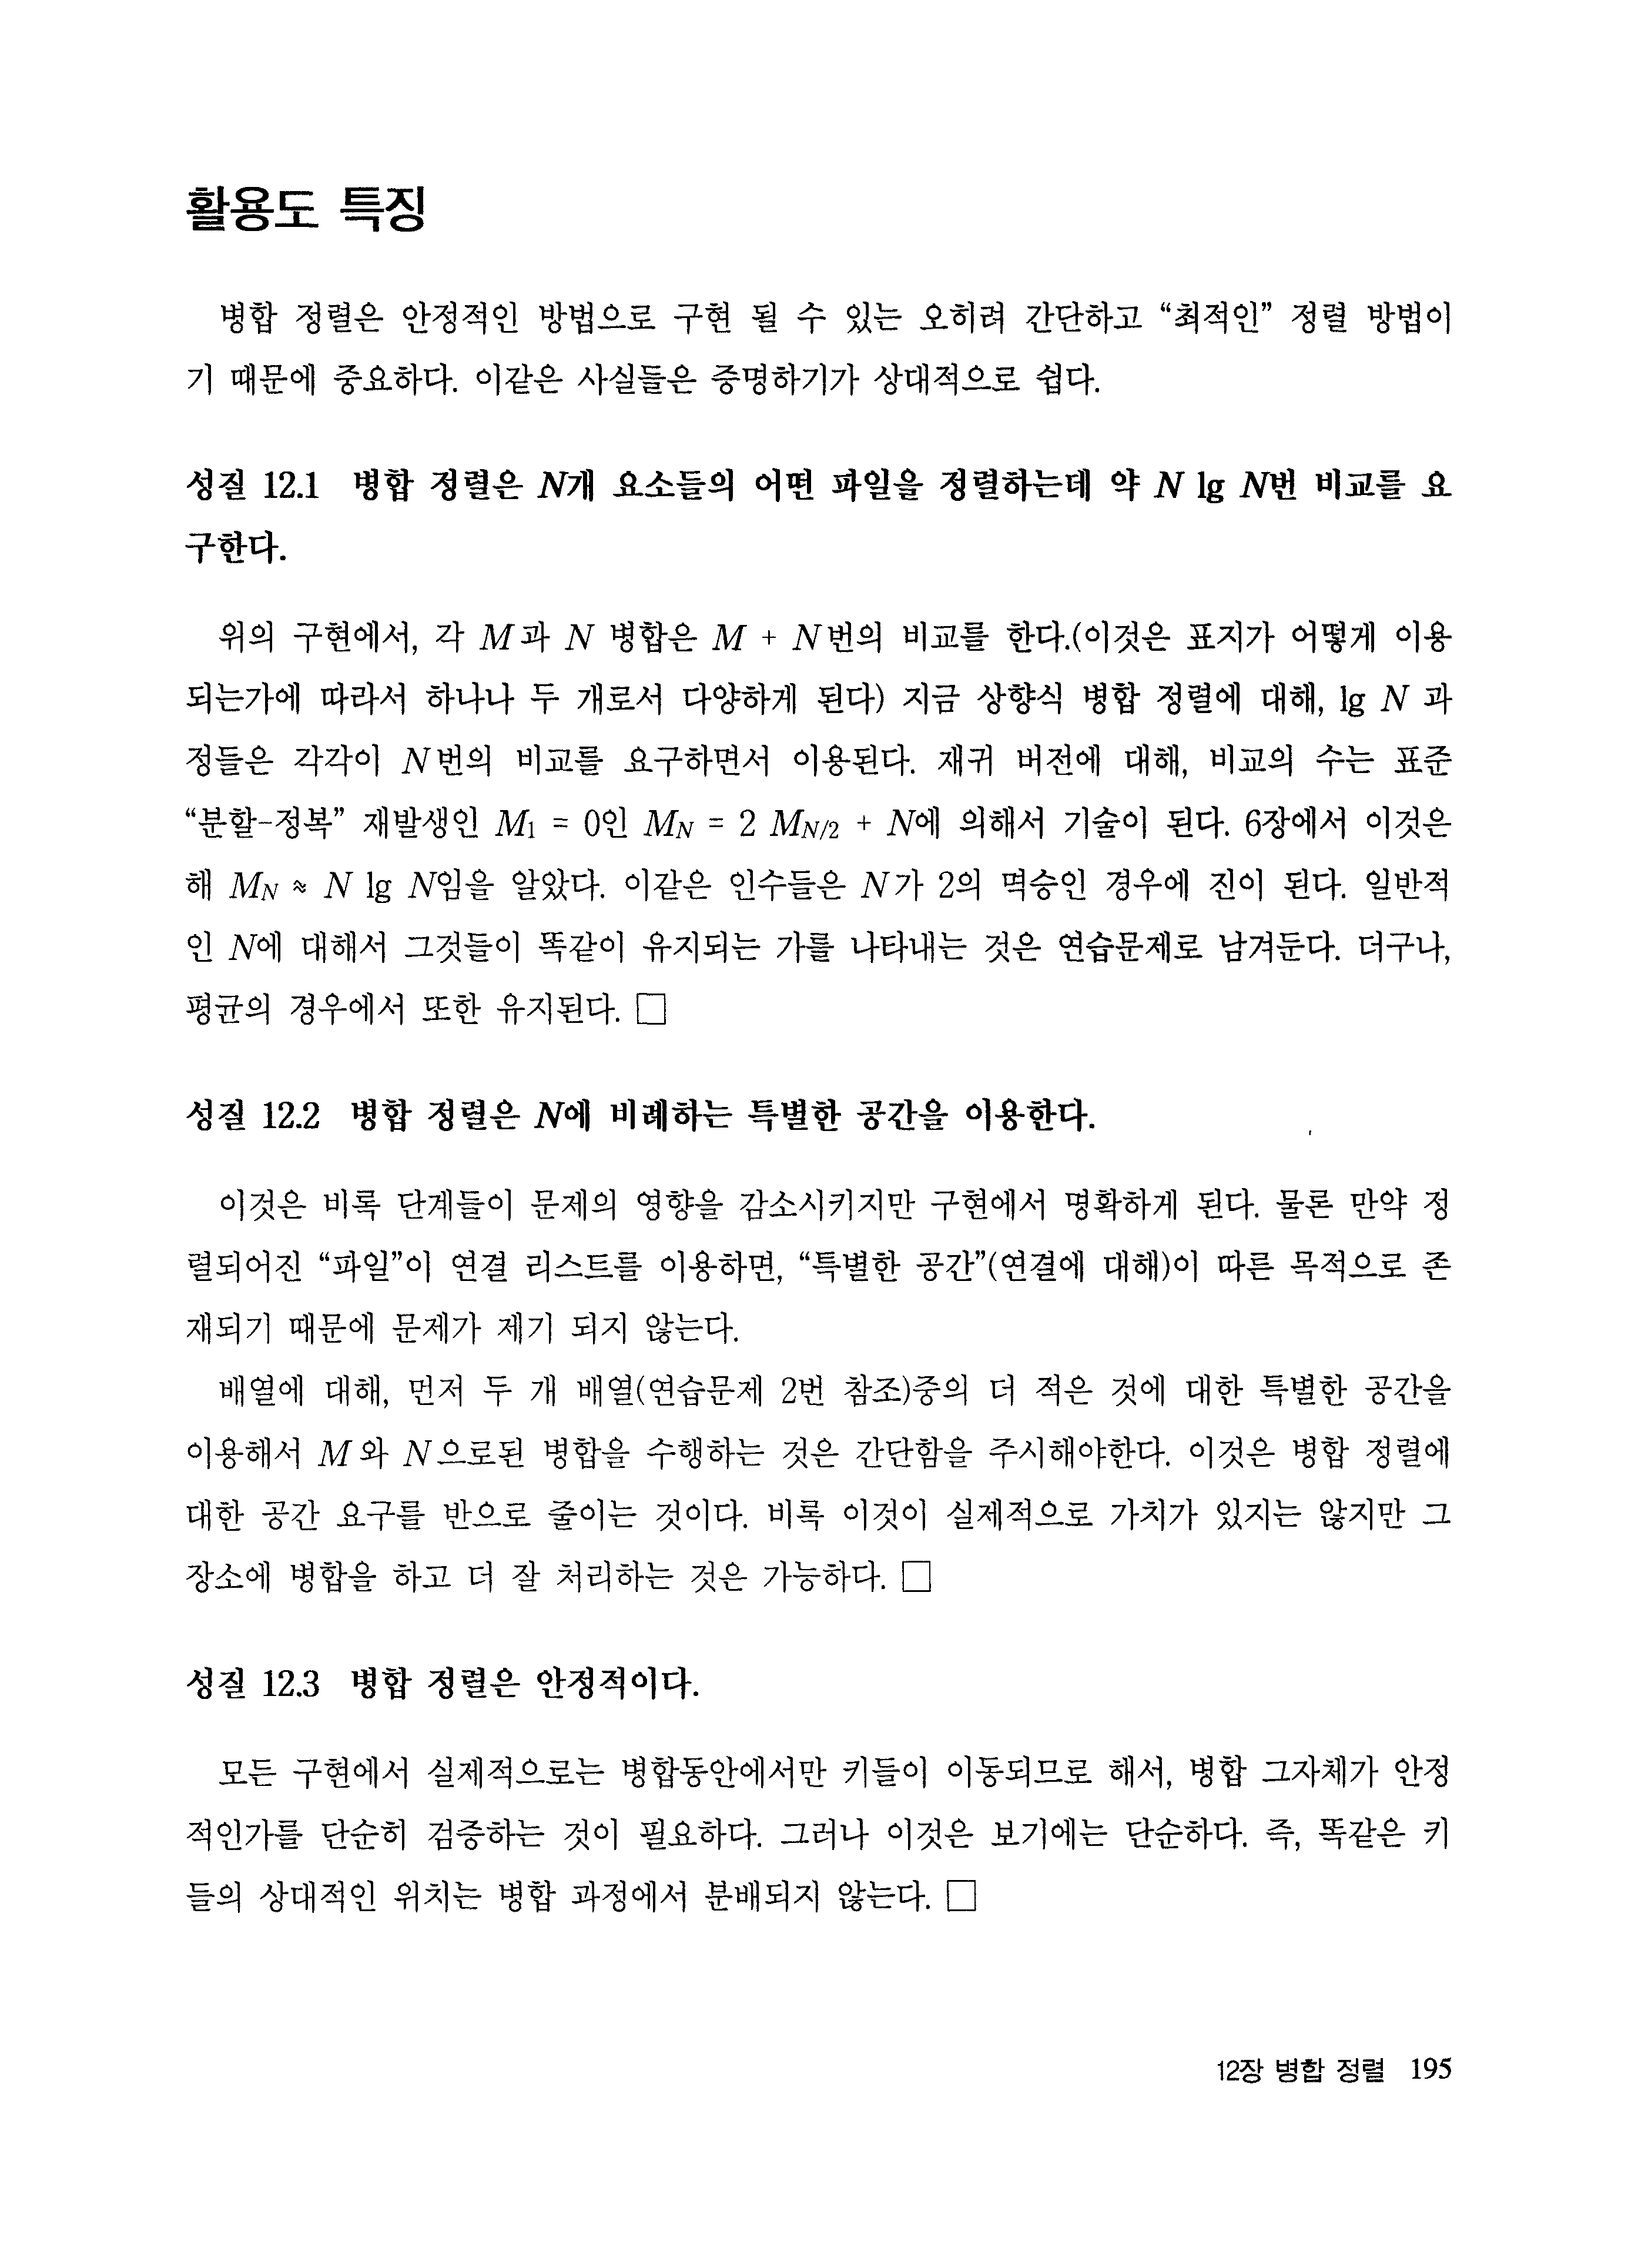 활용도 특징
병합 정렬은 안정적인 방법으로 구현 될 수 있는 오히려 간단하고 “최적인” 정렬 방법이
기 때문에 중요하다. 이같은 사실들은 증명하기가 상대적으로 쉽다.
성질 12.1 병합 정렬은 N개 요소들의 어떤 파일을 정렬하는데 약 N lg N번 비교를 요
구한다.
위의 구현에서, 각 M과 N 병합은 M + N번의 비교를 한다.(이것은 표지가 어떻게 이용
되는가에 따라서 하나나 두 개로서 다양하게 된다) 지금 상향식 병합 정렬에 대해, lg N 과
정들은 각각이 N번의 비교를 요구하면서 이용된다. 재귀 버전에 대해, 비교의 수는 표준
“분할-정복” 재발생인 M1 = 0인 MN = 2 MN/2 + N에 의해서 기술이 된다. 6장에서 이것은
해 MN ≈ N lg N임을 알았다. 이같은 인수들은 N가 2의 멱승인 경우에 진이 된다. 일반적
인 N에 대해서 그것들이 똑같이 유지되는 가를 나타내는 것은 연습문제로 남겨둔다. 더구나,
평균의 경우에서 또한 유지된다. □
성질 12.2 병합 정렬은 N에 비례하는 특별한 공간을 이용한다.
이것은 비록 단계들이 문제의 영향을 감소시키지만 구현에서 명확하게 된다. 물론 만약 정
렬되어진 “파일”이 연결 리스트를 이용하면, “특별한 공간”(연결에 대해)이 따른 목적으로 존
재되기 때문에 문제가 제기 되지 않는다.
배열에 대해, 먼저 두 개 배열(연습문제 2번 참조)중의 더 적은 것에 대한 특별한 공간을
이용해서 M와 N으로된 병합을 수행하는 것은 간단함을 주시해야한다. 이것은 병합 정렬에
대한 공간 요구를 반으로 줄이는 것이다. 비록 이것이 실제적으로 가치가 있지는 않지만 그
장소에 병합을 하고 더 잘 처리하는 것은 가능하다. □
성질 12.3 병합 정렬은 안정적이다.
모든 구현에서 실제적으로는 병합동안에서만 키들이 이동되므로 해서, 병합 그자체가 안정
적인가를 단순히 검증하는 것이 필요하다. 그러나 이것은 보기에는 단순하다. 즉, 똑같은 키
들의 상대적인 위치는 병합 과정에서 분배되지 않는다. □
12장 병합 정렬 195